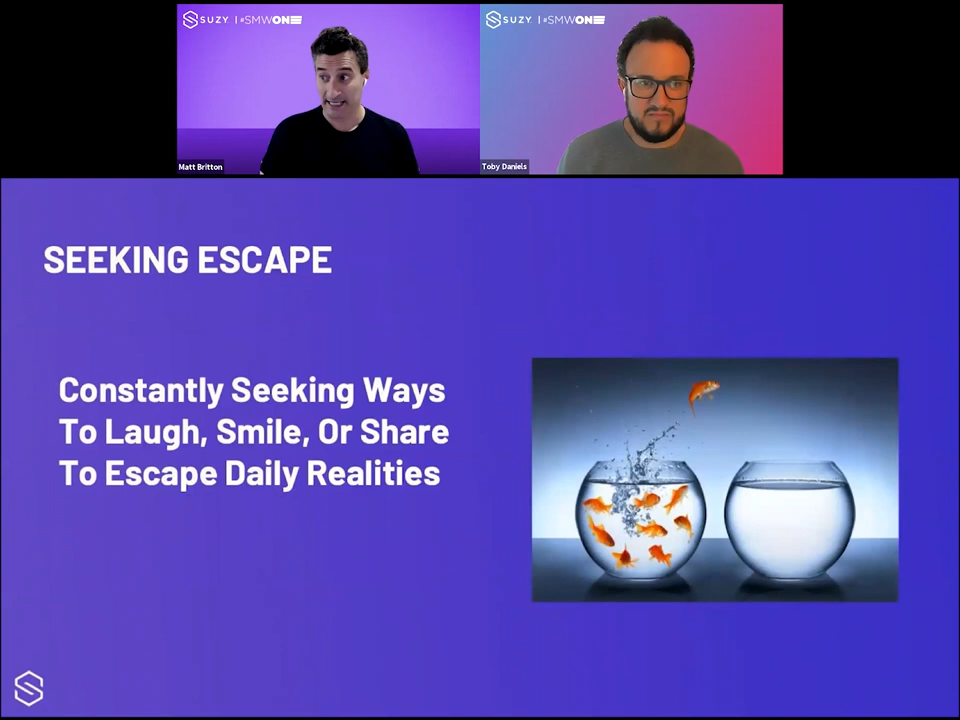 SUZY | #SMWONE
SUZY | #SMWONE
Matt Britton
Toby Daniels
SEEKING ESCAPE
Constantly Seeking Ways
To Laugh, Smile, Or Share
To Escape Daily Realities